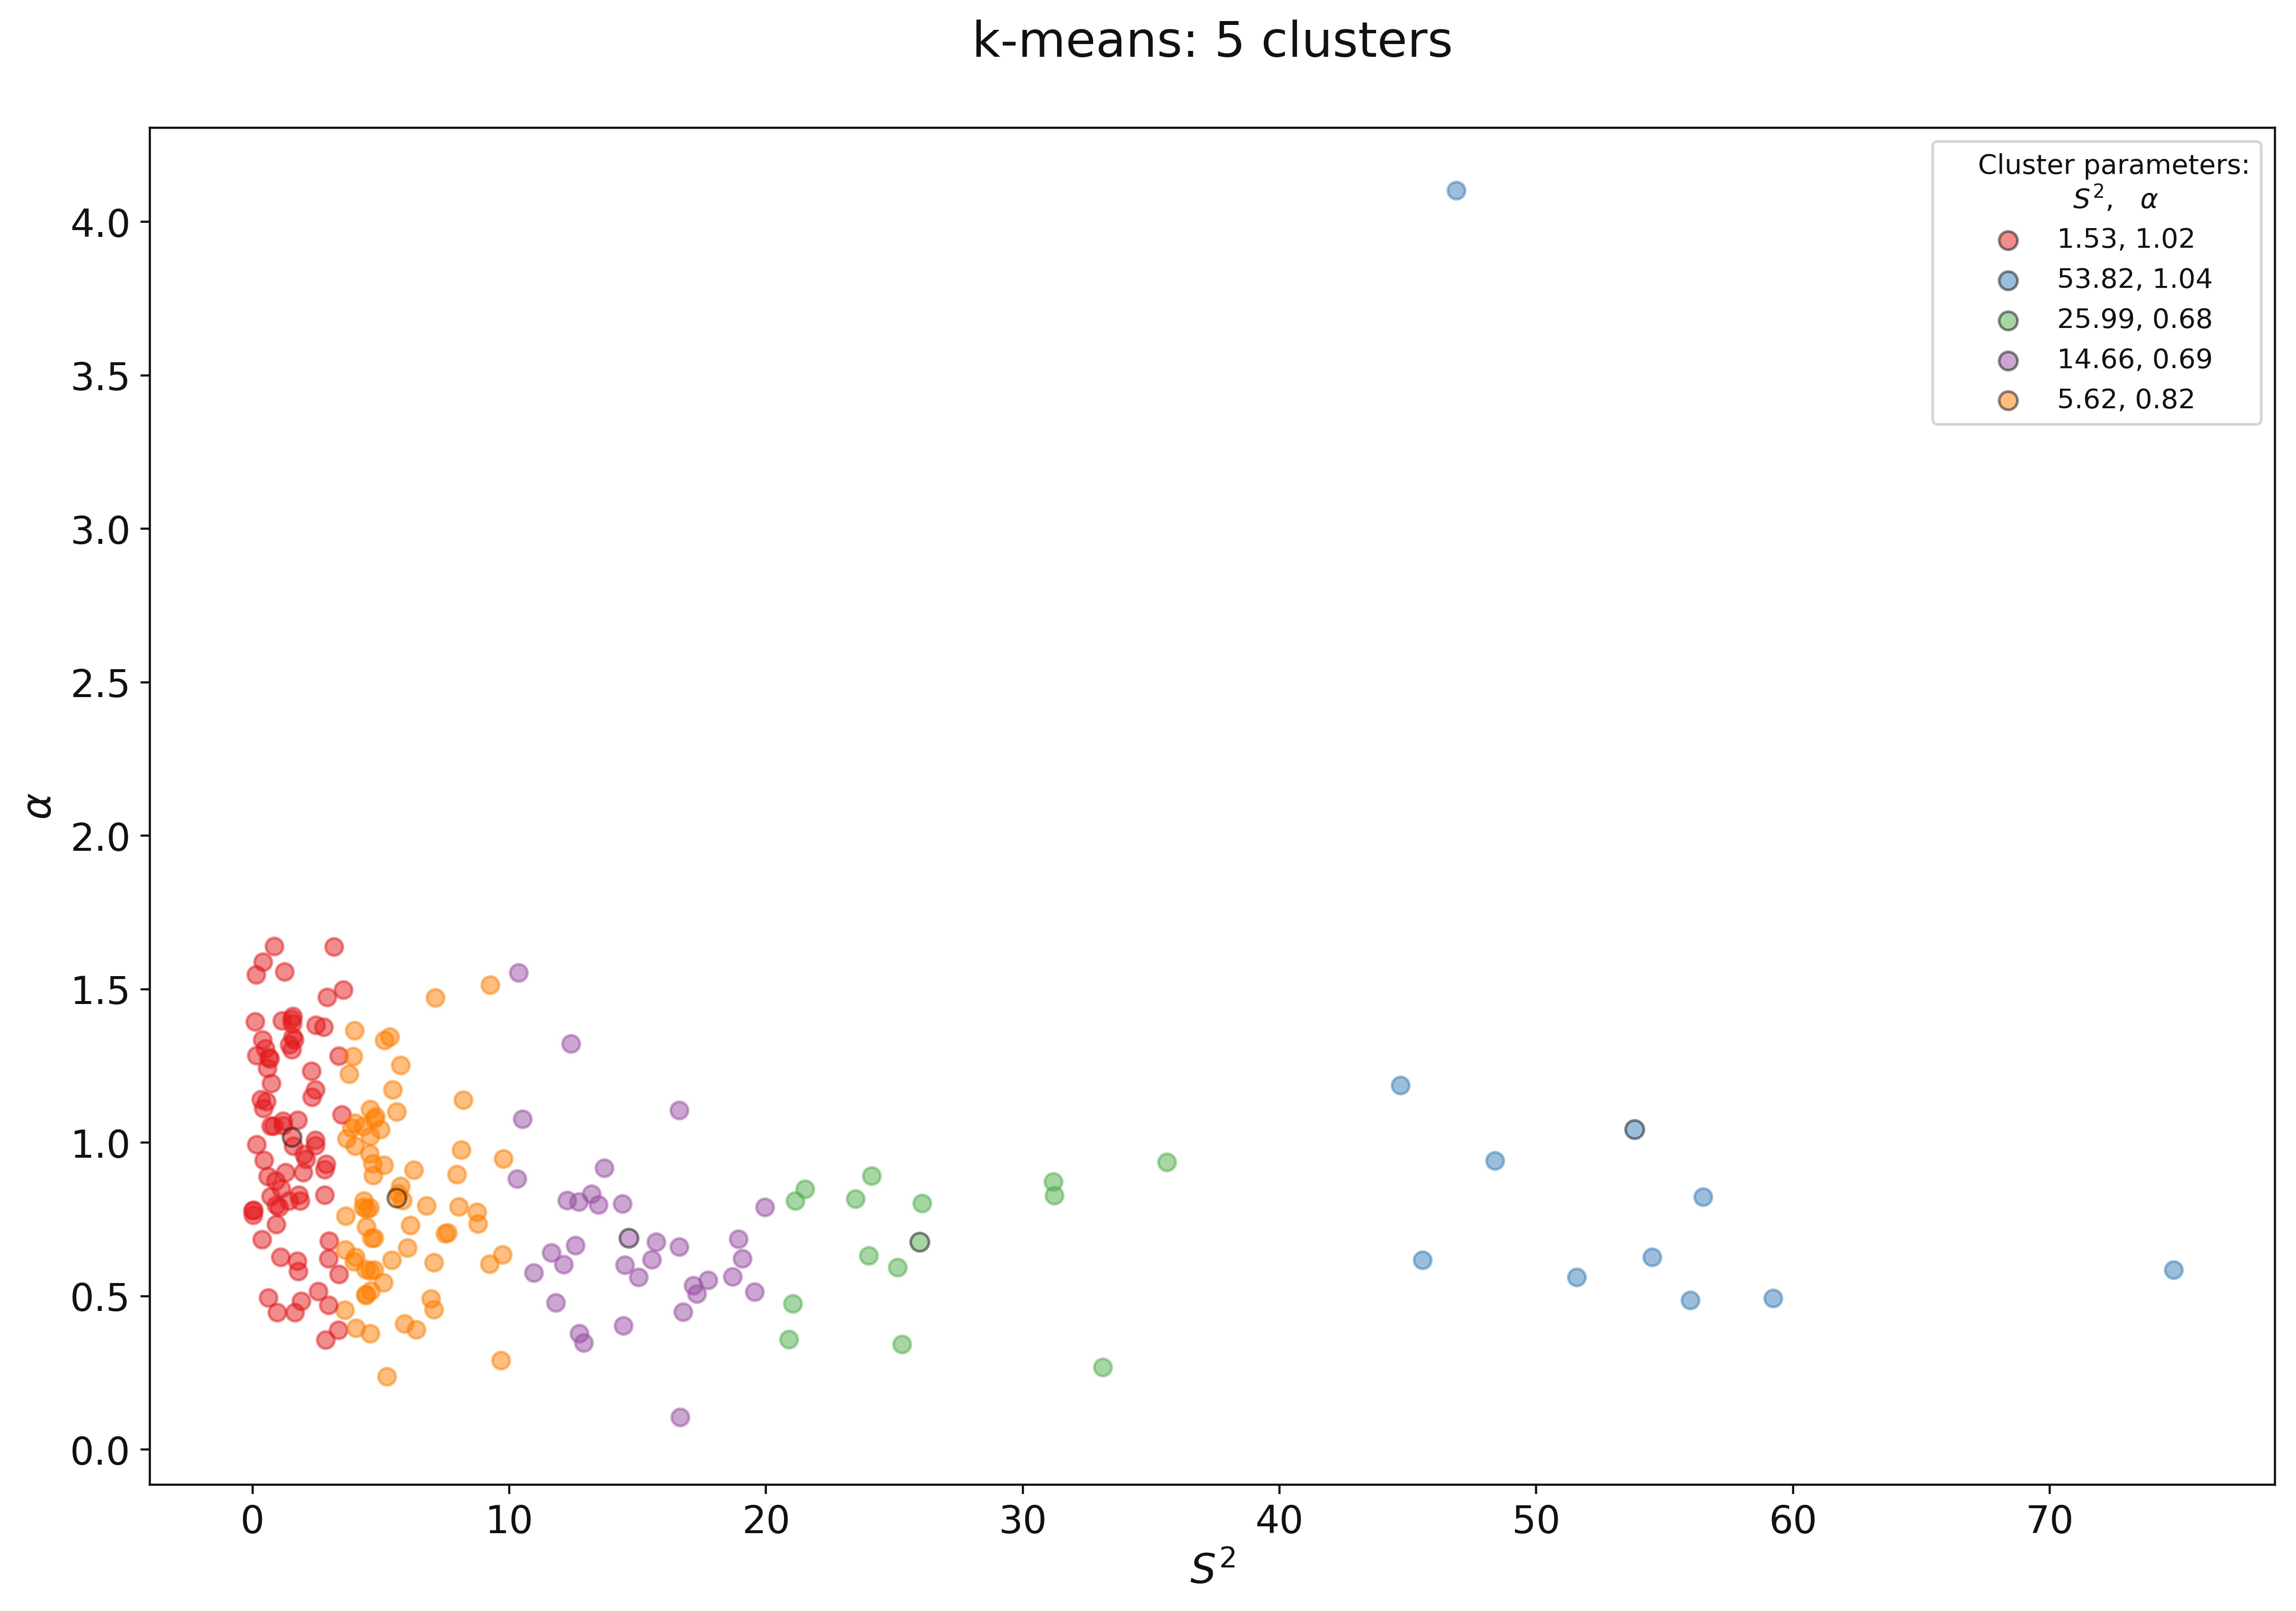 k-means: 5 clusters
Cluster parameters:
S², α
1.53, 1.02
53.82, 1.04
25.99, 0.68
14.66, 0.69
5.62, 0.82
4.0
3.5
3.0
2.5
2.0
1.5
1.0
0.5
0.0
α
0 10 20 30 40 50 60 70
S²